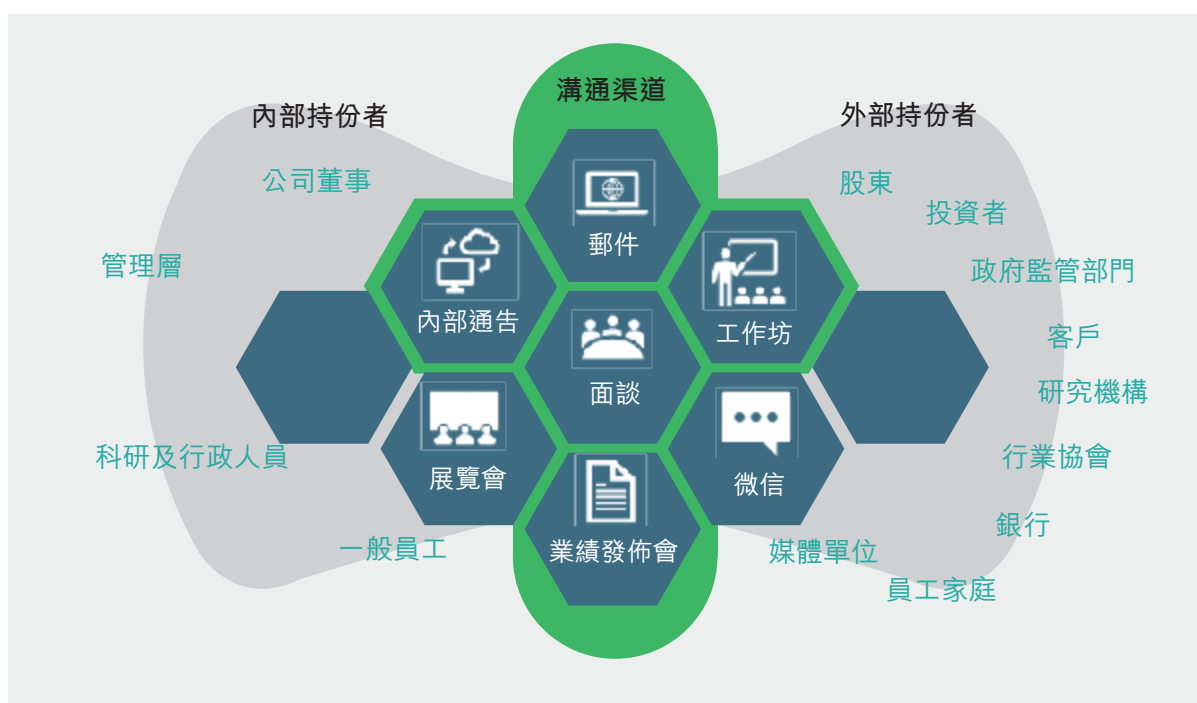 溝通渠道
內部持份者
公司董事
管理層
科研及行政人員
一般員工
郵件
內部通告
工作坊
面談
展覽會
微信
業績發佈會
外部持份者
股東
投資者
政府監管部門
客戶
研究機構
行業協會
銀行
媒體單位
員工家庭